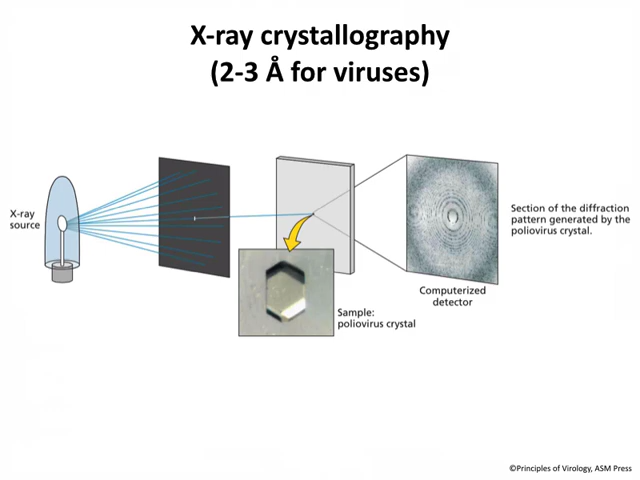 X-ray crystallography
(2-3 Å for viruses)
X-ray
source
Section of the diffraction
pattern generated by the
poliovirus crystal.
Computerized
detector
Sample:
poliovirus crystal
©Principles of Virology, ASM Press